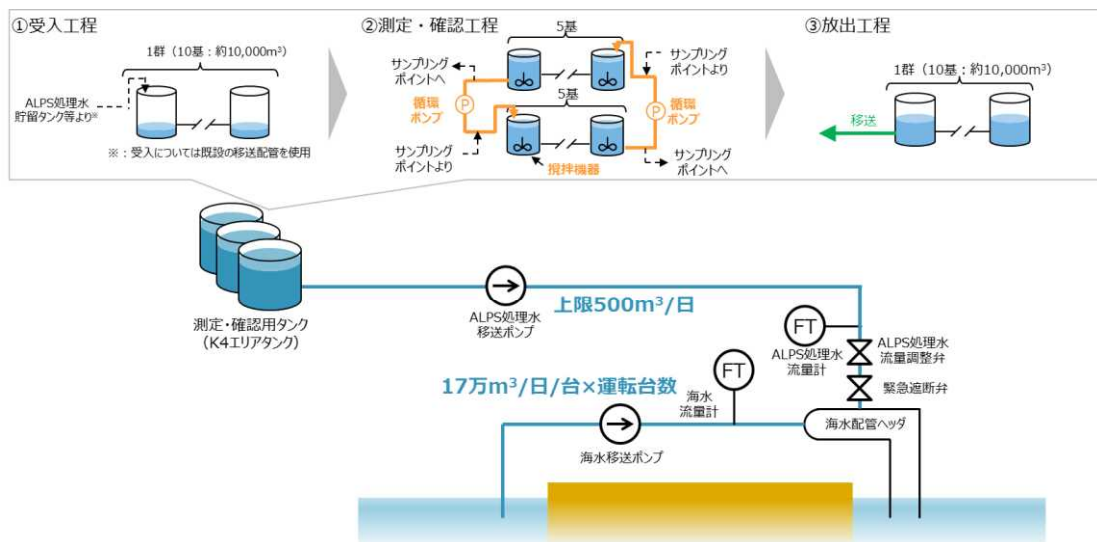 ①受入工程
1群（10基：約10,000m³）
ALPS処理水
貯留タンク等より※
※：受入については既設の移送配管を使用
②測定・確認工程
5基
サンプリング
ポイントへ
サンプリング
ポイントより
循環
ポンプ
P
5基
P
循環
ポンプ
サンプリング
ポイントより
攪拌機器
サンプリング
ポイントへ
③放出工程
1群（10基：約10,000m³）
移送
測定・確認用タンク
（K4エリアタンク）
ALPS処理水
移送ポンプ
上限500m³/日
FT
ALPS処理水
流量計
ALPS処理水
流量調整弁
緊急遮断弁
17万m³/日/台×運転台数
FT
海水
流量計
海水移送ポンプ
海水配管ヘッダ